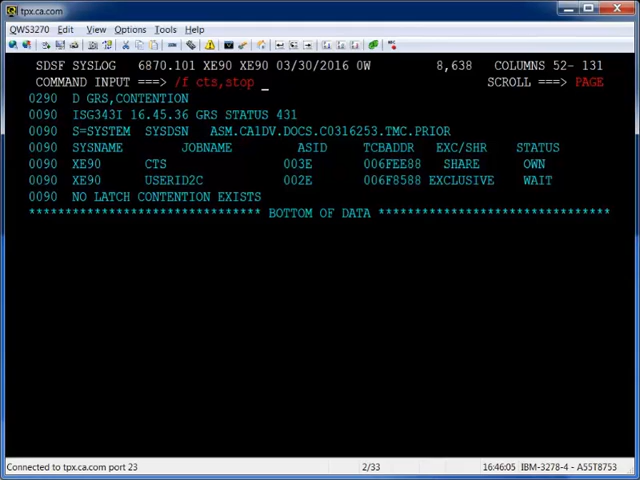 tpx.ca.com
QWS3270 Edit View Options Tools Help
SDSF SYSLOG 6870.101 XE90 XE90 03/30/2016 0W 8,638 COLUMNS 52- 131
COMMAND INPUT ===> /f cts,stop _ SCROLL ===> PAGE
0290 D GRS,CONTENTION
0090 ISG343I 16.45.36 GRS STATUS 431
0090 S=SYSTEM SYSDSN ASM.CA1DV.DOCS.C0316253.TMC.PRIOR
0090 SYSNAME JOBNAME ASID TCBADDR EXC/SHR STATUS
0090 XE90 CTS 003E 006FEE88 SHARE OWN
0090 XE90 USERID2C 002E 006F8588 EXCLUSIVE WAIT
0090 NO LATCH CONTENTION EXISTS
******************************** BOTTOM OF DATA ********************************
Connected to tpx.ca.com port 23 2/33 16:46:05 IBM-3278-4 - A55T8753